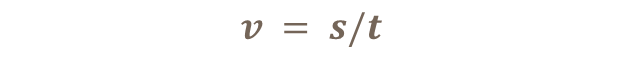 v = s/t